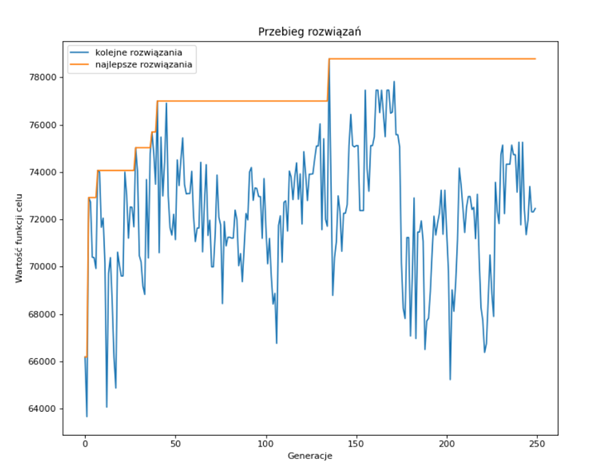 Przebieg rozwiązań
kolejne rozwiązania
najlepsze rozwiązania
Wartość funkcji celu
78000
76000
74000
72000
70000
68000
66000
64000
0
50
100
150
200
250
Generacje